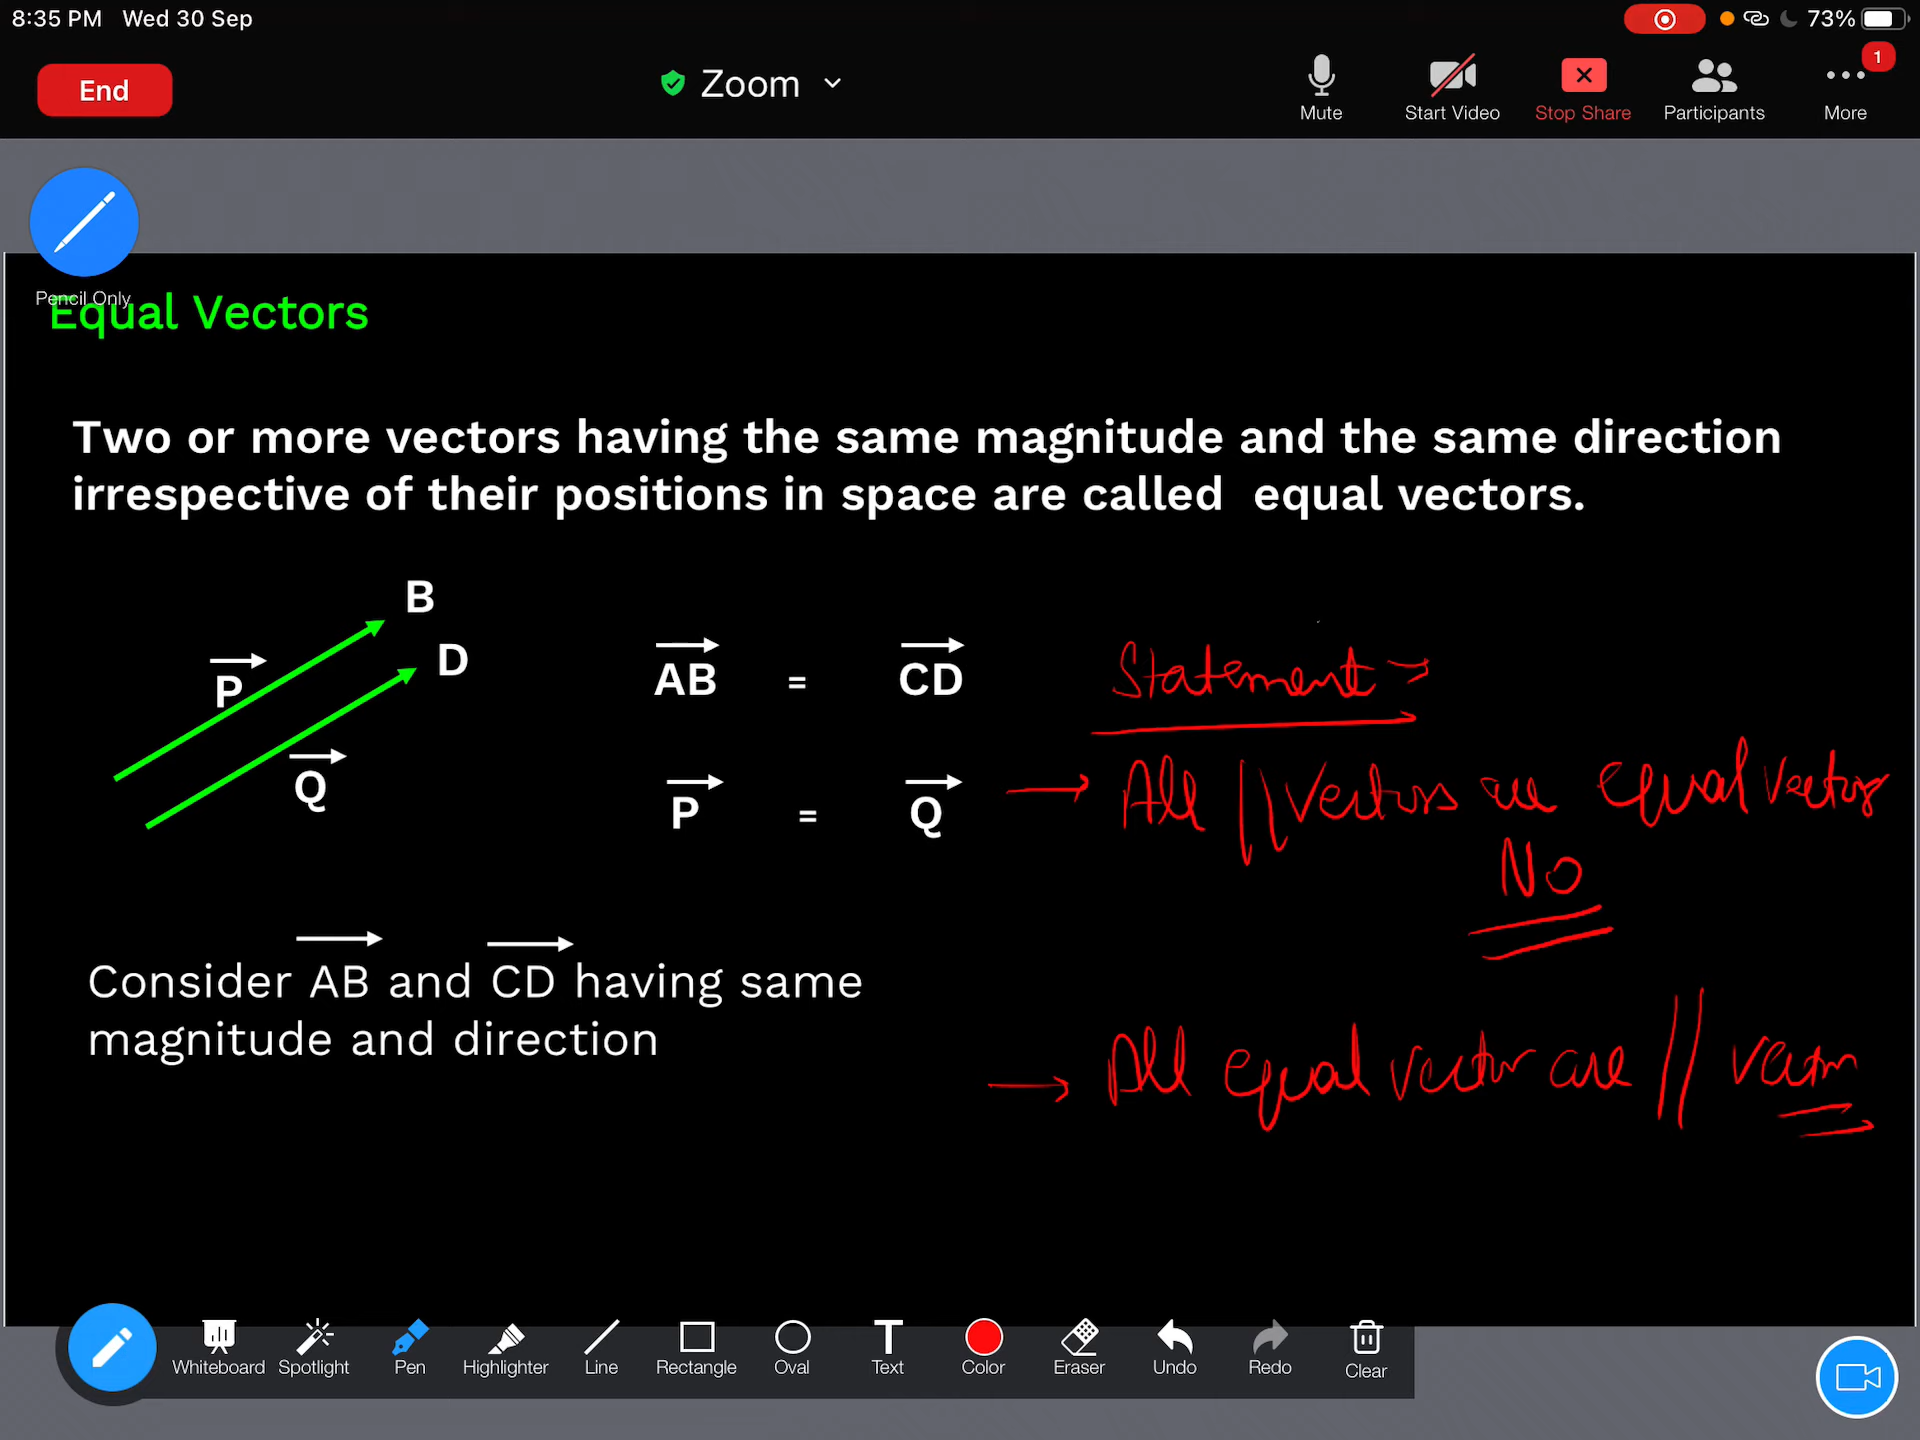 8:35 PM Wed 30 Sep
73%
End
Zoom
Mute
Start Video
Stop Share
Participants
More
1
Pencil Only
Equal Vectors
Two or more vectors having the same magnitude and the same direction
irrespective of their positions in space are called equal vectors.
B
D
P
Q
AB = CD
P = Q
Statement
→ All || Vectors are equal vectors
No
Consider AB and CD having same
magnitude and direction
→ All equal vector are ||
Whiteboard
Spotlight
Pen
Highlighter
Line
Rectangle
Oval
Text
Color
Eraser
Undo
Redo
Clear